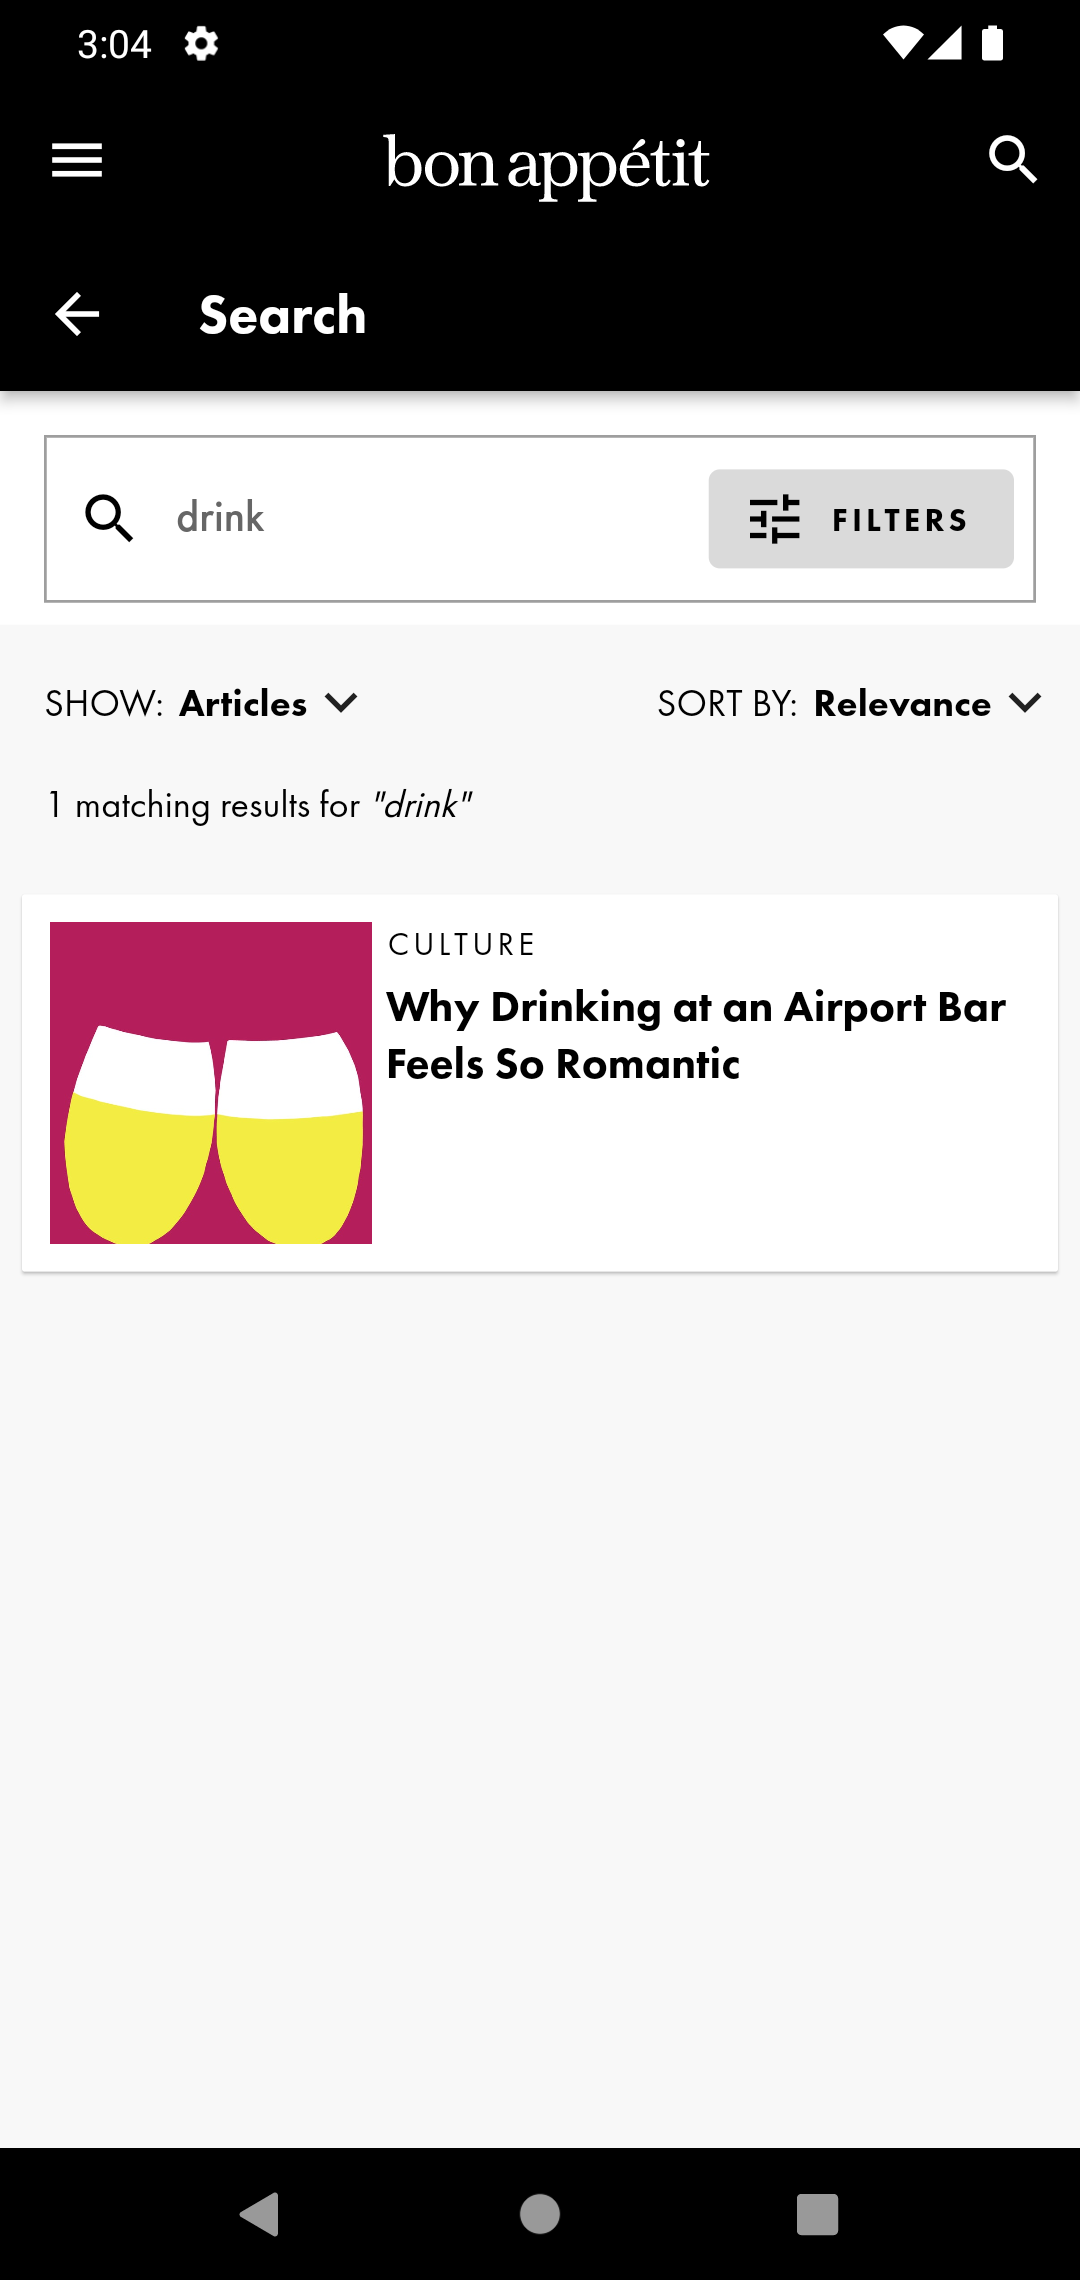 3:04
bon appétit
Search
drink
FILTERS
SHOW: Articles
SORT BY: Relevance
1 matching results for "drink"
CULTURE
Why Drinking at an Airport Bar
Feels So Romantic